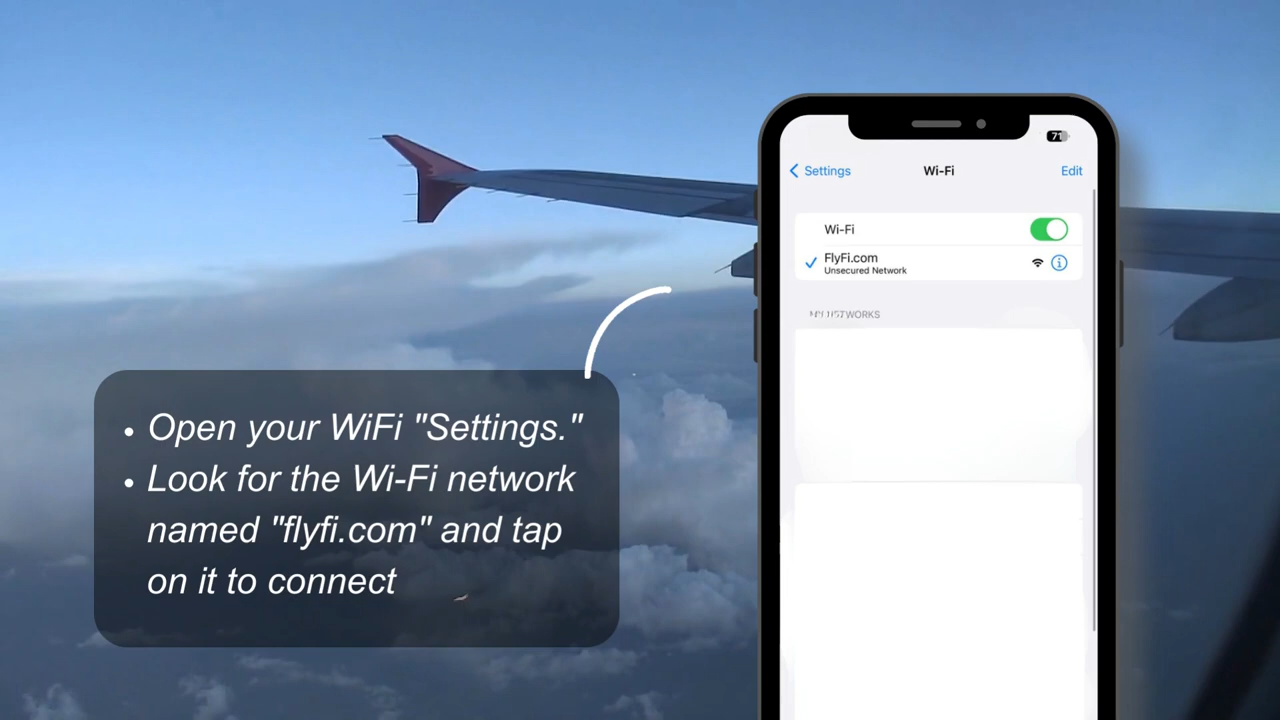 71
Settings
Wi-Fi
Edit
Wi-Fi
FlyFi.com
Unsecured Network
• Open your WiFi "Settings."
• Look for the Wi-Fi network
named "flyfi.com" and tap
on it to connect